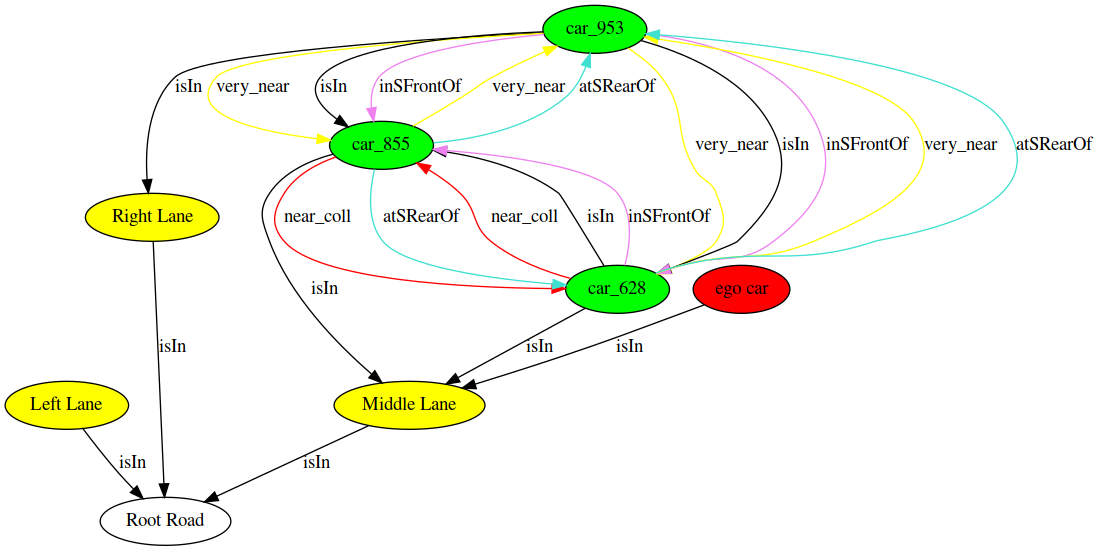 car_953
isIn very_near isIn inSFrontOf very_near atSRearOf
car_855 very_near isIn inSFrontOf very_near atSRearOf
Right Lane near_coll atSRearOf near_coll isIn inSFrontOf
isIn car_628 ego car
isIn isIn isIn
Left Lane Middle Lane
isIn isIn
Root Road